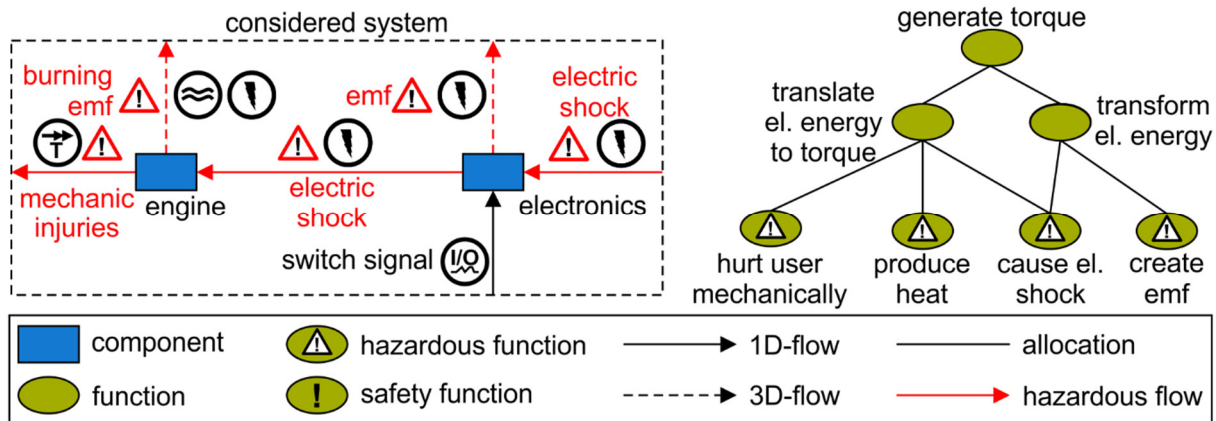 considered system
burning
emf
emf
electric
shock
T
mechanic
injuries
engine
electric
shock
electronics
switch signal
I/O
generate torque
translate
el. energy
to torque
transform
el. energy
hurt user
mechanically
produce
heat
cause el.
shock
create
emf
component
hazardous function
1D-flow
allocation
function
safety function
3D-flow
hazardous flow